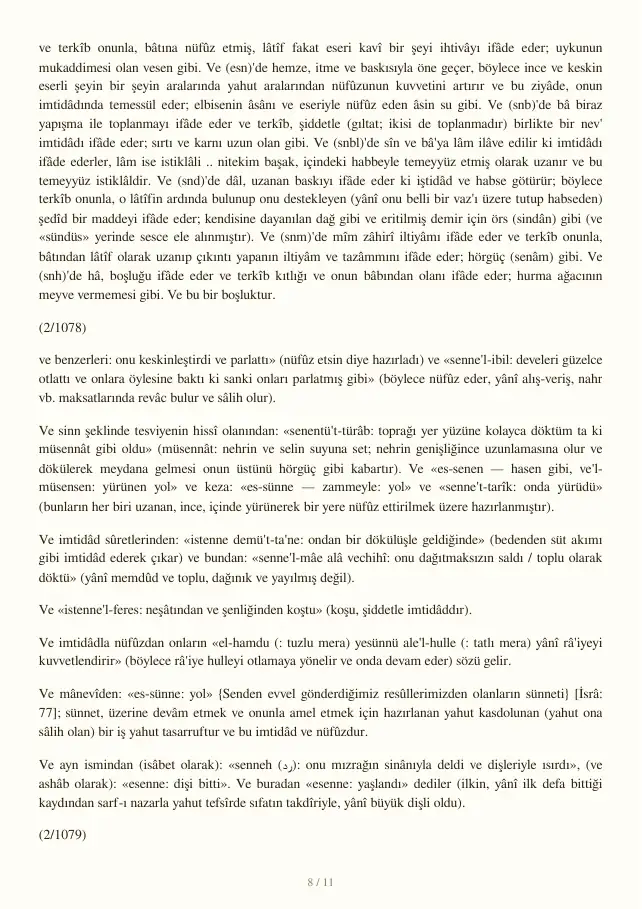 ve terkîb onunla, bâtına nüfûz etmiş, lâtîf fakat eseri kavî bir şeyi ihtivâyı ifâde eder; uykunun
mukaddimesi olan vesen gibi. Ve (esn)'de hemze, itme ve baskısıyla öne geçer, böylece ince ve keskin
eserli şeyin bir şeyin aralarında yahut aralarından nüfûzunun kuvvetini artırır ve bu ziyâde, onun
imtidâdında temessül eder; elbisenin âsânı ve eseriyle nüfûz eden âsin su gibi. Ve (snb)'de bâ biraz
yapışma ile toplanmayı ifâde eder ve terkîb, şiddetle (gıltat; ikisi de toplanmadır) birlikte bir nev'
imtidâdı ifâde eder; sırtı ve karnı uzun olan gibi. Ve (snbl)'de sîn ve bâ'ya lâm ilâve edilir ki imtidâdı
ifâde ederler, lâm ise istiklâli .. nitekim başak, içindeki habbeyle temeyyüz etmiş olarak uzanır ve bu
temeyyüz istiklâldir. Ve (snd)'de dâl, uzanan baskıyı ifâde eder ki iştidâd ve habse götürür; böylece
terkîb onunla, o lâtîfin ardında bulunup onu destekleyen (yânî onu belli bir vaz'ı üzere tutup habseden)
şedîd bir maddeyi ifâde eder; kendisine dayanılan dağ gibi ve eritilmiş demir için örs (sindân) gibi (ve
«sündüs» yerinde sesce ele alınmıştır). Ve (snm)'de mîm zâhirî iltiyâmı ifâde eder ve terkîb onunla,
bâtından lâtîf olarak uzanıp çıkıntı yapanın iltiyâm ve tazâmmını ifâde eder; hörgüç (senâm) gibi. Ve
(snh)'de hâ, boşluğu ifâde eder ve terkîb kıtlığı ve onun bâbından olanı ifâde eder; hurma ağacının
meyve vermemesi gibi. Ve bu bir boşluktur.
(2/1078)
ve benzerleri: onu keskinleştirdi ve parlattı» (nüfûz etsin diye hazırladı) ve «senne'l-ibil: develeri güzelce
otlattı ve onlara öylesine baktı ki sanki onları parlatmış gibi» (böylece nüfûz eder, yânî alış-veriş, nahr
vb. maksatlarında revâc bulur ve sâlih olur).
Ve sinn şeklinde tesviyenin hissî olanından: «senentü't-türâb: toprağı yer yüzüne kolayca döktüm ta ki
müsennât gibi oldu» (müsennât: nehrin ve selin suyuna set; nehrin genişliğince uzunlamasına olur ve
dökülerek meydana gelmesi onun üstünü hörgüç gibi kabartır). Ve «es-senen — hasen gibi, ve'l-
müsensen: yürünen yol» ve keza: «es-sünne — zammeyle: yol» ve «senne't-tarîk: onda yürüdü»
(bunların her biri uzanan, ince, içinde yürünerek bir yere nüfûz ettirilmek üzere hazırlanmıştır).
Ve imtidâd sûretlerinden: «istenne demü't-ta'ne: ondan bir dökülüşle geldiğinde» (bedenden süt akımı
gibi imtidâd ederek çıkar) ve bundan: «senne'l-mâe alâ vechihî: onu dağıtmaksızın saldı / toplu olarak
döktü» (yânî memdûd ve toplu, dağınık ve yayılmış değil).
Ve «istenne'l-feres: neşâtından ve şenliğinden koştu» (koşu, şiddetle imtidâddır).
Ve imtidâdla nüfûzdan onların «el-hamdu (: tuzlu mera) yesünnü ale'l-hulle (: tatlı mera) yânî râ'iyeyi
kuvvetlendirir» (böylece râ'iye hulleyi otlamaya yönelir ve onda devam eder) sözü gelir.
Ve mânevîden: «es-sünne: yol» {Senden evvel gönderdiğimiz resûllerimizden olanların sünneti} [İsrâ:
77]; sünnet, üzerine devâm etmek ve onunla amel etmek için hazırlanan yahut kasdolunan (yahut ona
sâlih olan) bir iş yahut tasarruftur ve bu imtidâd ve nüfûzdur.
Ve ayn ismindan (isâbet olarak): «senneh (رد): onu mızrağın sinânıyla deldi ve dişleriyle ısırdı», (ve
ashâb olarak): «esenne: dişi bitti». Ve buradan «esenne: yaşlandı» dediler (ilkin, yânî ilk defa bittiği
kaydından sarf-ı nazarla yahut tefsîrde sıfatın takdîriyle, yânî büyük dişli oldu).
(2/1079)
8 / 11